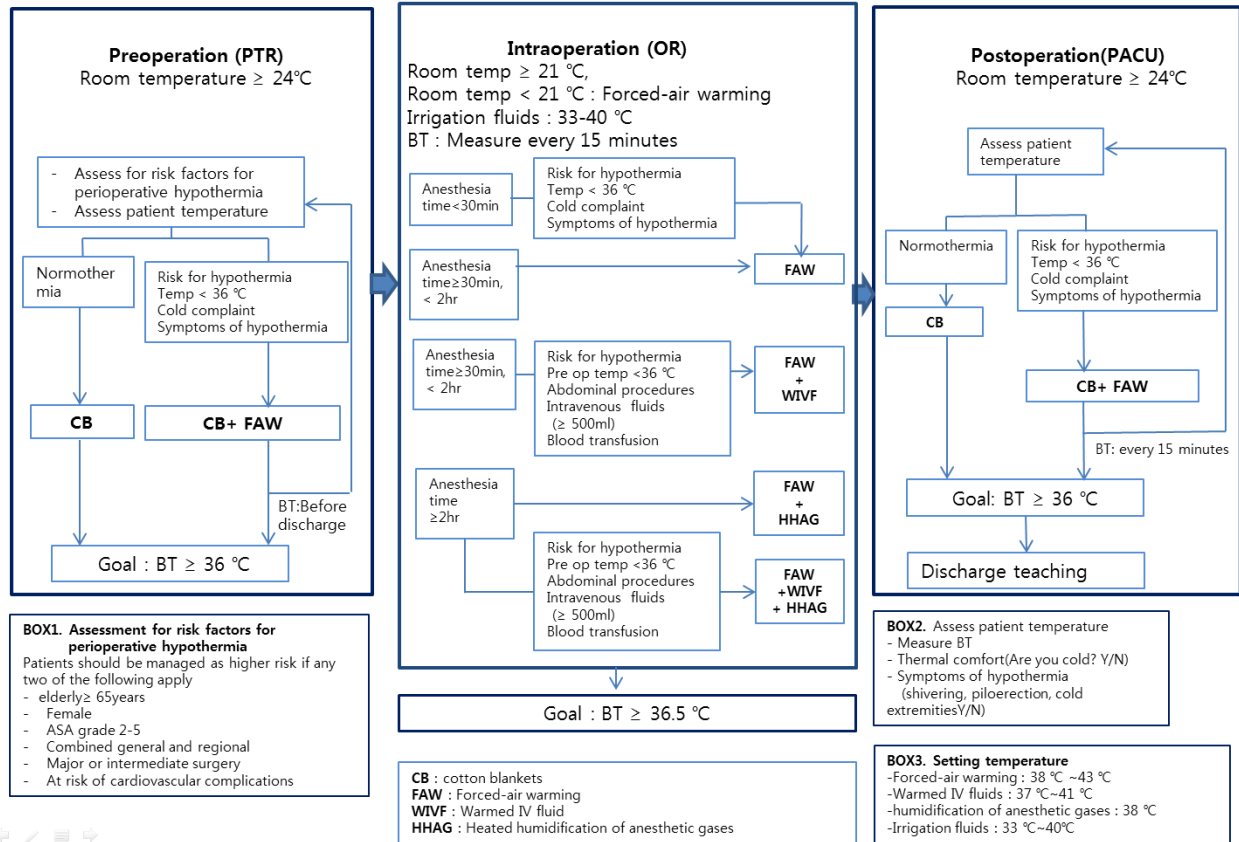 Preoperation (PTR)
Room temperature ≥ 24℃
- Assess for risk factors for
perioperative hypothermia
- Assess patient temperature
Normother
mia
Risk for hypothermia
Temp < 36 ℃
Cold complaint
Symptoms of hypothermia
CB
CB+ FAW
BT:Before
discharge
Goal : BT ≥ 36 ℃
BOX1. Assessment for risk factors for
perioperative hypothermia
Patients should be managed as higher risk if any
two of the following apply
- elderly≥ 65years
- Female
- ASA grade 2-5
- Combined general and regional
- Major or intermediate surgery
- At risk of cardiovascular complications
Intraoperation (OR)
Room temp ≥ 21 ℃,
Room temp < 21 ℃ : Forced-air warming
Irrigation fluids : 33-40 ℃
BT : Measure every 15 minutes
Anesthesia
time<30min
Risk for hypothermia
Temp < 36 ℃
Cold complaint
Symptoms of hypothermia
Anesthesia
time≥30min,
< 2hr
FAW
Anesthesia
time≥30min,
< 2hr
Risk for hypothermia
Pre op temp <36 ℃
Abdominal procedures
Intravenous fluids
(≥ 500ml)
Blood transfusion
FAW
+
WIVF
Anesthesia
time
≥2hr
FAW
+
HHAG
Risk for hypothermia
Pre op temp <36 ℃
Abdominal procedures
Intravenous fluids
(≥ 500ml)
Blood transfusion
FAW
+WIVF
+ HHAG
Goal : BT ≥ 36.5 ℃
CB : cotton blankets
FAW : Forced-air warming
WIVF : Warmed IV fluid
HHAG : Heated humidification of anesthetic gases
Postoperation(PACU)
Room temperature ≥ 24℃
Assess patient
temperature
Normothermia
Risk for hypothermia
Temp < 36 ℃
Cold complaint
Symptoms of hypothermia
CB
CB+ FAW
BT: every 15 minutes
Goal: BT ≥ 36 ℃
Discharge teaching
BOX2. Assess patient temperature
- Measure BT
- Thermal comfort(Are you cold? Y/N)
- Symptoms of hypothermia
(shivering, piloerection, cold
extremitiesY/N)
BOX3. Setting temperature
-Forced-air warming : 38 ℃ ~43 ℃
-Warmed IV fluids : 37 ℃~41 ℃
-humidification of anesthetic gases : 38 ℃
-Irrigation fluids : 33 ℃~40℃